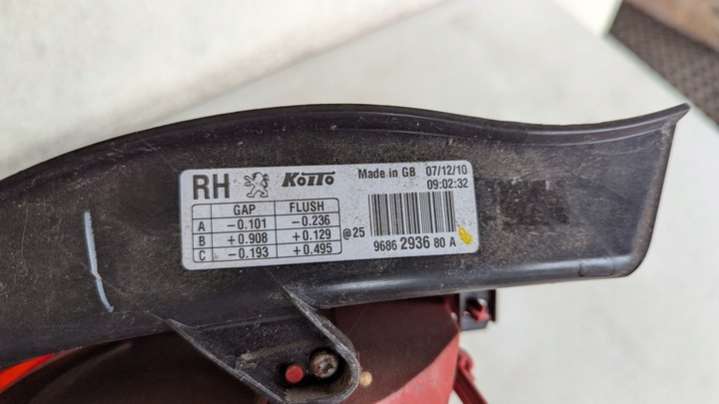 RH KOITO Made in GB 07/12/10
09:02:32
GAP FLUSH
A -0.101 -0.236
B +0.908 +0.129
C -0.193 +0.495
@25
9686 2936 80 A